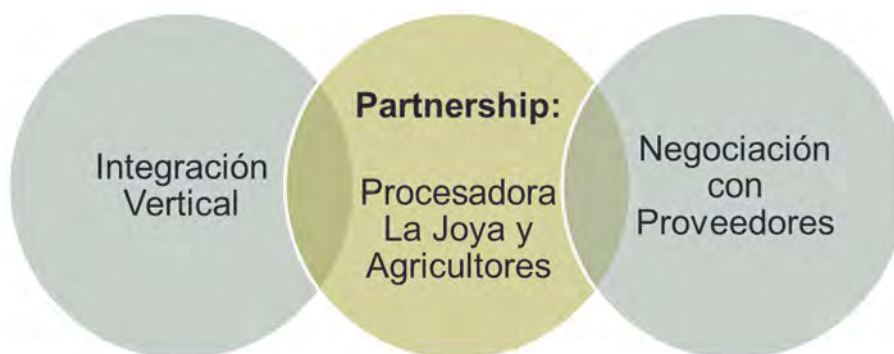 Integración
Vertical
Partnership:
Procesadora
La Joya y
Agricultores
Negociación
con
Proveedores